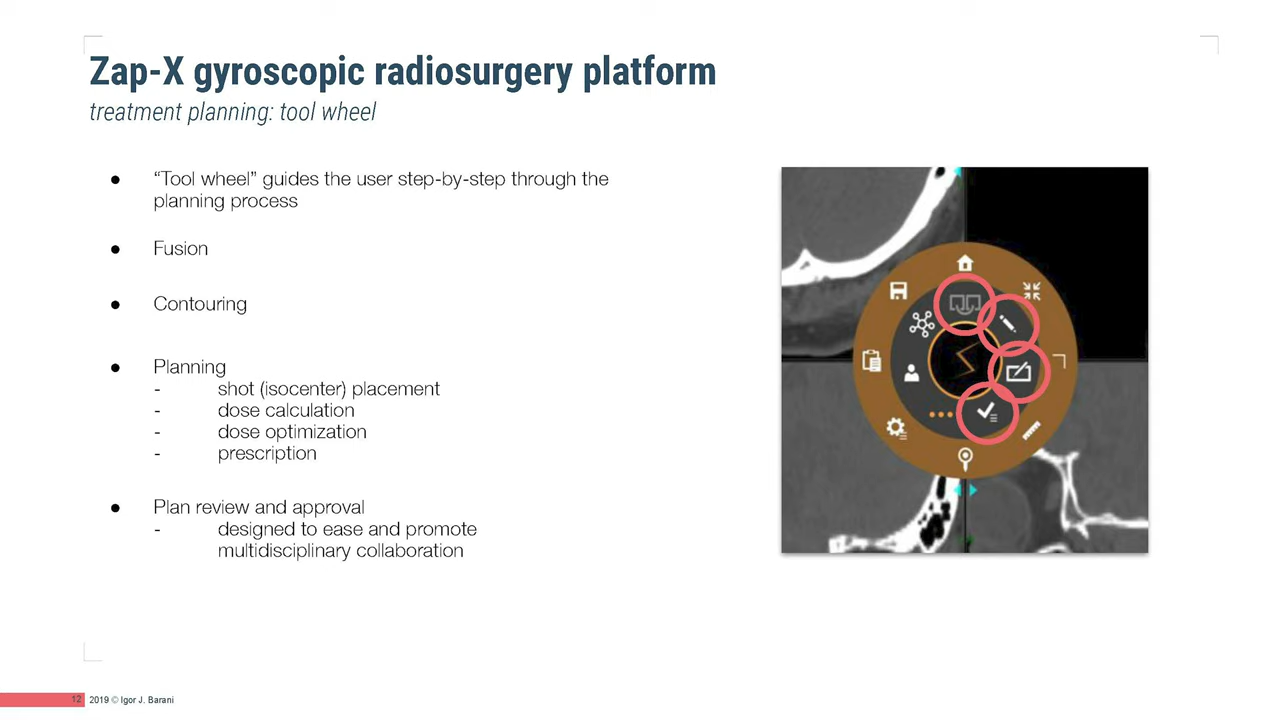 Zap-X gyroscopic radiosurgery platform
treatment planning: tool wheel
● “Tool wheel” guides the user step-by-step through the
planning process
● Fusion
● Contouring
● Planning
- shot (isocenter) placement
- dose calculation
- dose optimization
- prescription
● Plan review and approval
- designed to ease and promote
multidisciplinary collaboration
12 2019 © Igor J. Barani